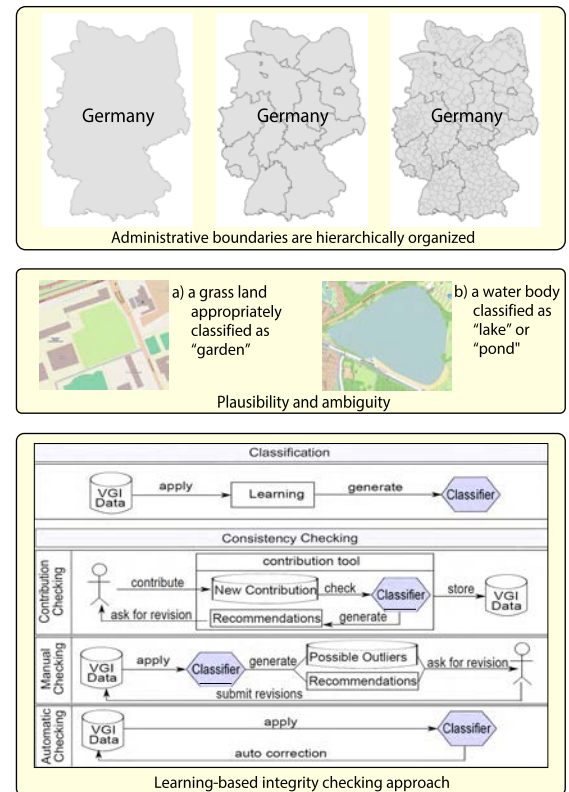 Germany
Germany
Germany
Administrative boundaries are hierarchically organized
a) a grass land
appropriately
classified as
“garden”
b) a water body
classified as
“lake” or
“pond"
Plausibility and ambiguity
Classification
VGI
Data
apply
Learning
generate
Classifier
Consistency Checking
Contribution
Checking
contribution tool
contribute
New Contribution
check
Classifier
store
VGI
Data
ask for revision
Recommendations
generate
Manual
Checking
VGI
Data
apply
Classifier
generate
Possible Outliers
Recommendations
ask for revision
submit revisions
Automatic
Checking
VGI
Data
apply
Classifier
auto correction
Learning-based integrity checking approach